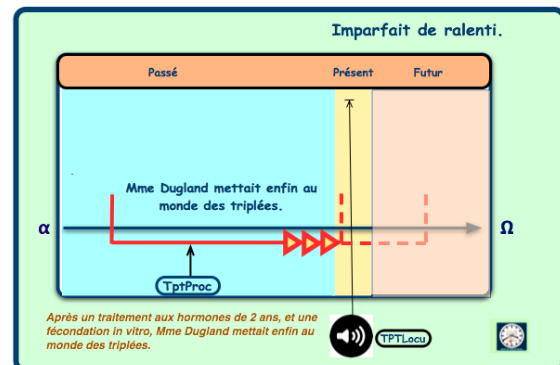 Imparfait de ralenti.
Passé Présent Futur
Mme Dugland mettait enfin au
monde des triplées.
α Ω
TptProc
Après un traitement aux hormones de 2 ans, et une
fécondation in vitro, Mme Dugland mettait enfin au
monde des triplées.
TPTLocu